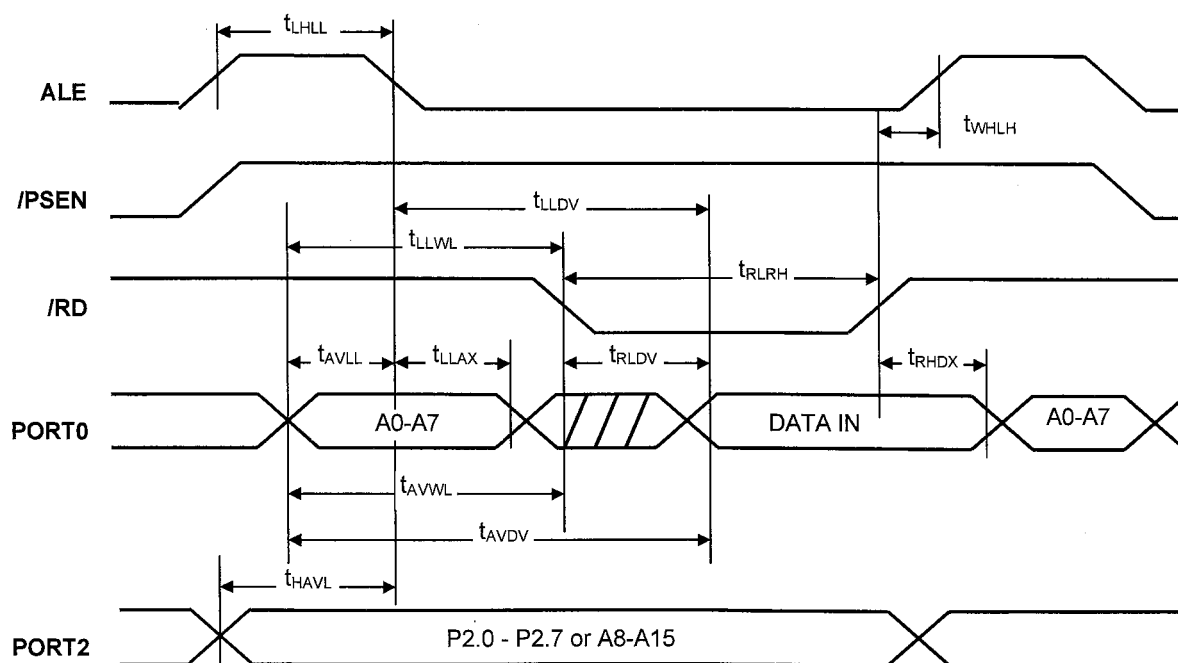 tLHLL
ALE
tWHLH
/PSEN
tLLDV
tLLWL
tRLRH
/RD
tAVLL
tLLAX
tRLDV
tRHDX
PORT0
A0-A7
DATA IN
A0-A7
tAVWL
tAVDV
tHAVL
PORT2
P2.0 - P2.7 or A8-A15